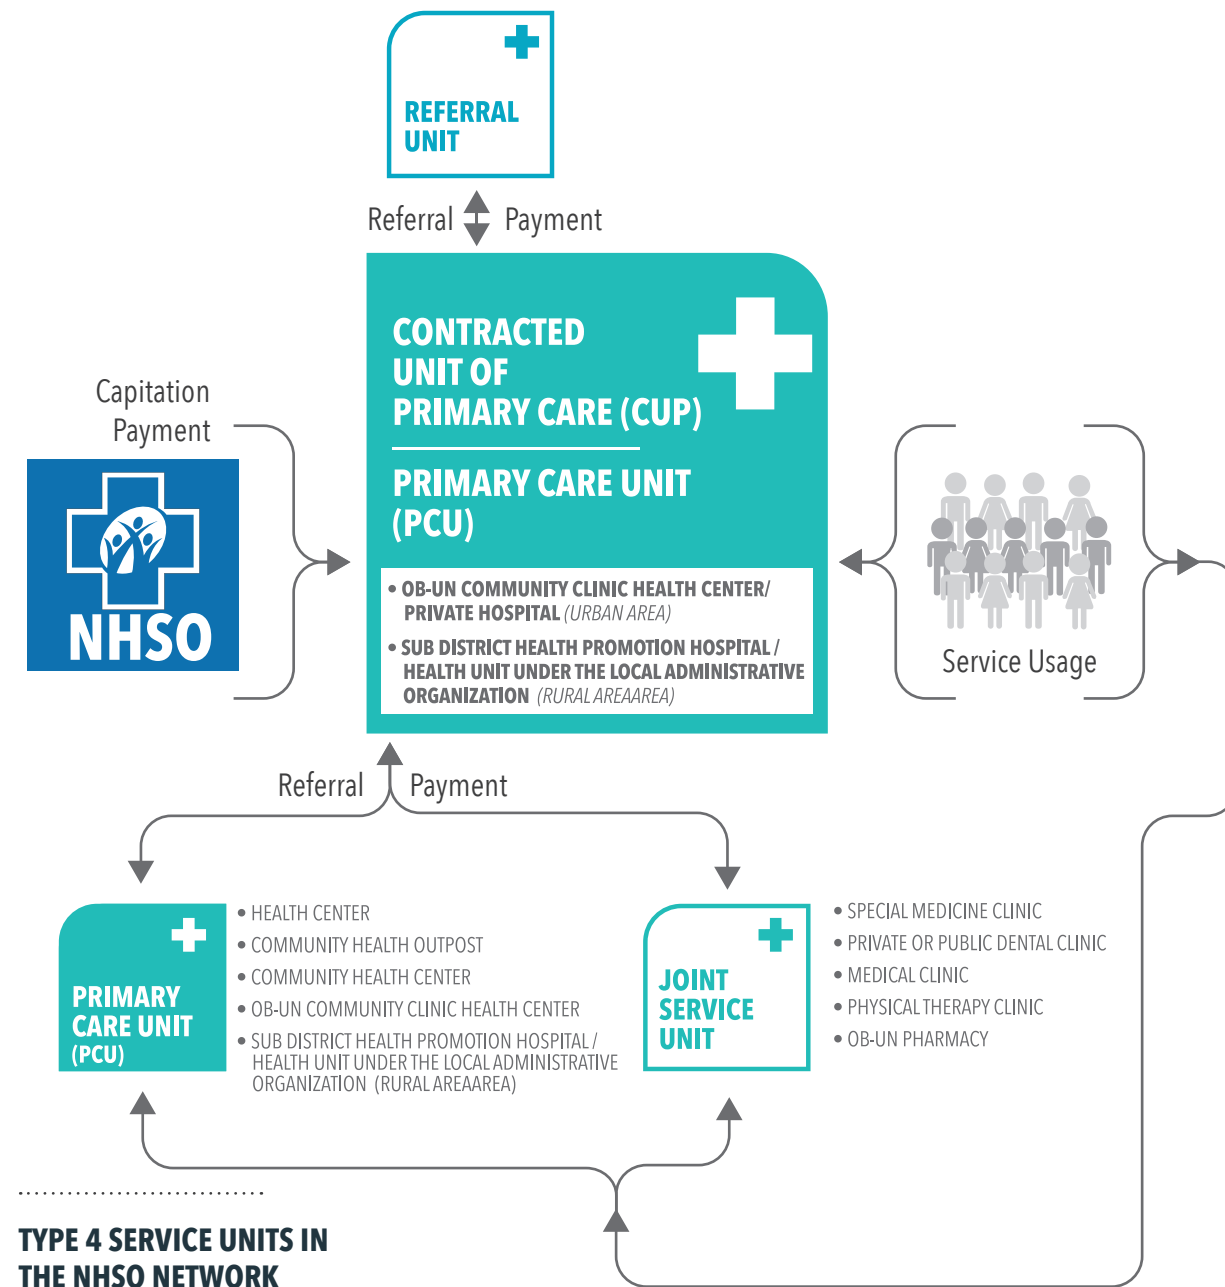 REFERRAL
UNIT
Referral
Payment
CONTRACTED
UNIT OF
PRIMARY CARE (CUP)
PRIMARY CARE UNIT
(PCU)
• OB-UN COMMUNITY CLINIC HEALTH CENTER/
PRIVATE HOSPITAL (URBAN AREA)
• SUB DISTRICT HEALTH PROMOTION HOSPITAL /
HEALTH UNIT UNDER THE LOCAL ADMINISTRATIVE
ORGANIZATION (RURAL AREAAREA)
Capitation
Payment
NHSO
Service Usage
Referral
Payment
PRIMARY
CARE UNIT
(PCU)
• HEALTH CENTER
• COMMUNITY HEALTH OUTPOST
• COMMUNITY HEALTH CENTER
• OB-UN COMMUNITY CLINIC HEALTH CENTER
• SUB DISTRICT HEALTH PROMOTION HOSPITAL /
HEALTH UNIT UNDER THE LOCAL ADMINISTRATIVE
ORGANIZATION (RURAL AREAAREA)
JOINT
SERVICE
UNIT
• SPECIAL MEDICINE CLINIC
• PRIVATE OR PUBLIC DENTAL CLINIC
• MEDICAL CLINIC
• PHYSICAL THERAPY CLINIC
• OB-UN PHARMACY
TYPE 4 SERVICE UNITS IN
THE NHSO NETWORK